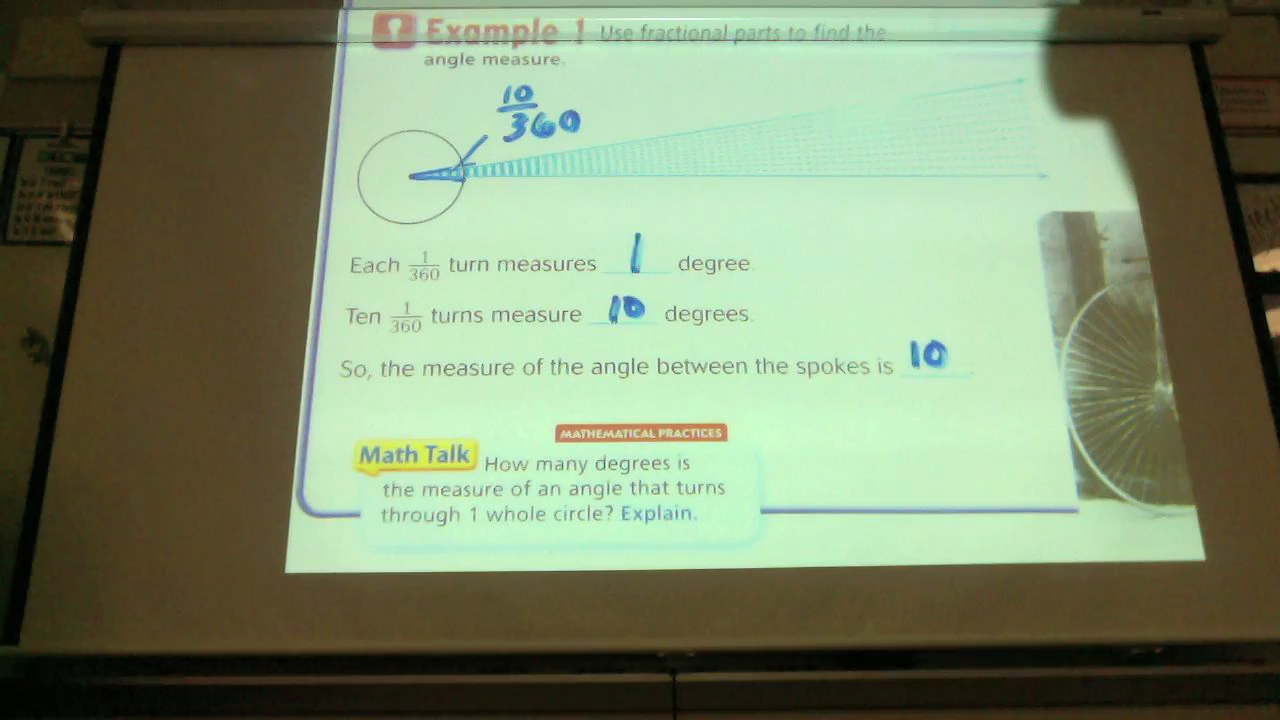 Example 1 Use fractional parts to find the
angle measure.
10
360
Each 1/360 turn measures 1 degree
Ten 1/360 turns measure 10 degrees.
So, the measure of the angle between the spokes is 10
MATHEMATICAL PRACTICES
Math Talk How many degrees is
the measure of an angle that turns
through 1 whole circle? Explain.